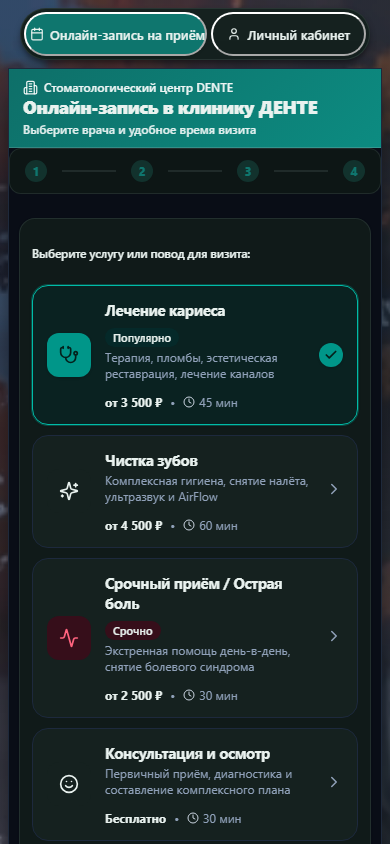 Онлайн-запись на приём
Личный кабинет
Стоматологический центр DENTE
Онлайн-запись в клинику ДЕНТЕ
Выберите врача и удобное время визита
1 2 3 4
Выберите услугу или повод для визита:
Лечение кариеса
Популярно
Терапия, пломбы, эстетическая
реставрация, лечение каналов
от 3 500 ₽ • 45 мин
Чистка зубов
Комплексная гигиена, снятие налёта,
ультразвук и AirFlow
от 4 500 ₽ • 60 мин
Срочный приём / Острая
боль
Срочно
Экстренная помощь день-в-день,
снятие болевого синдрома
от 2 500 ₽ • 30 мин
Консультация и осмотр
Первичный приём, диагностика и
составление комплексного плана
Бесплатно • 30 мин